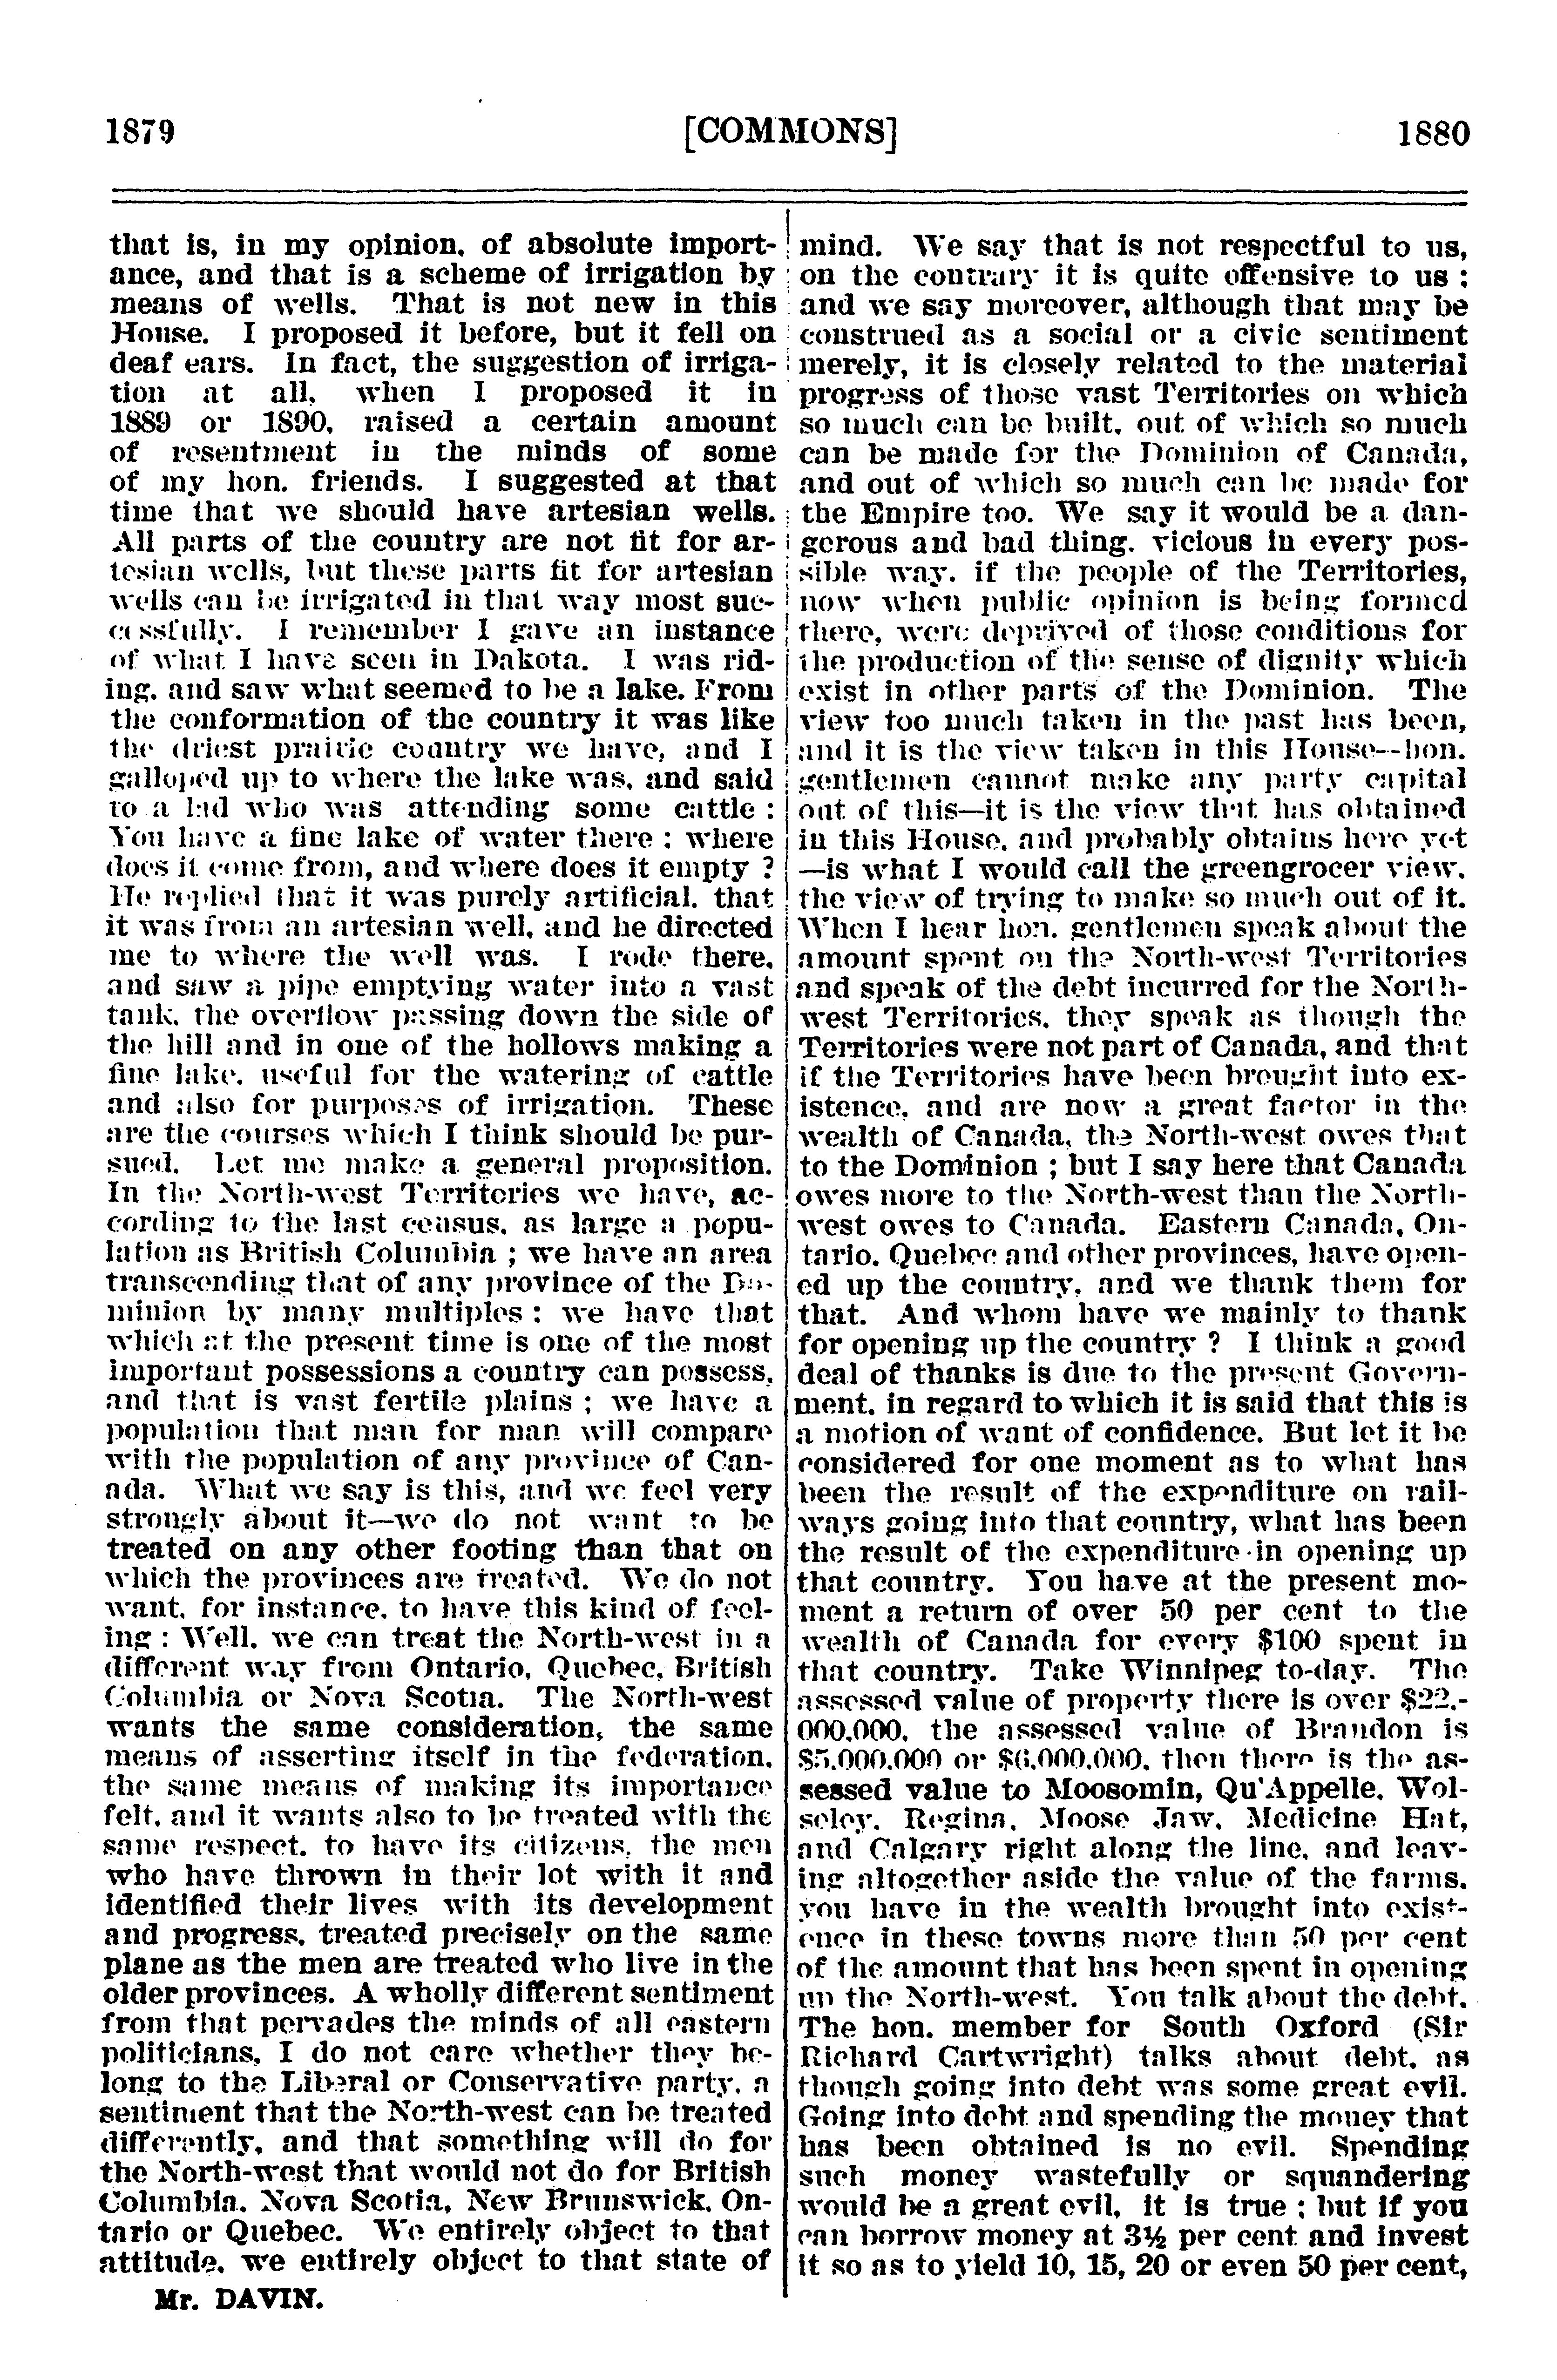 1879
[COMMONS]
1880
that is, in my opinion, of absolute import-
ance, and that is a scheme of irrigation by
means of wells. That is not new in this
House. I proposed it before, but it fell on
deaf ears. In fact, the suggestion of irriga-
tion at all, when I proposed it in
1889 or 1890, raised a certain amount
of resentment in the minds of some
of my hon. friends. I suggested at that
time that we should have artesian wells.
All parts of the country are not fit for ar-
tesian wells, but these parts fit for artesian
wells can be irrigated in that way most suc-
cessfully. I remember I gave an instance
of what I have seen in Dakota. I was rid-
ing, and saw what seemed to be a lake. From
the conformation of the country it was like
the driest prairie country we have, and I
galloped up to where the lake was, and said
to a lad who was attending some cattle :
You have a fine lake of water there ; where
does it come from, and where does it empty ?
He replied that it was purely artificial, that
it was from an artesian well, and he directed
me to where the well was. I rode there,
and saw a pipe emptying water into a vast
tank, the overflow passing down the side of
the hill and in one of the hollows making a
fine lake, useful for the watering of cattle
and also for purposes of irrigation. These
are the courses which I think should be pur-
sued. Let me make a general proposition.
In the North-west Territories we have, ac-
cording to the last census, as large a popu-
lation as British Columbia ; we have an area
transcending that of any province of the Do-
minion by many multiples : we have that
which at the present time is one of the most
important possessions a country can possess,
and that is vast fertile plains ; we have a
population that man for man will compare
with the population of any province of Can-
ada. What we say is this, and we feel very
strongly about it—we do not want to be
treated on any other footing than that on
which the provinces are treated. We do not
want, for instance, to have this kind of feel-
ing : Well, we can treat the North-west in a
different way from Ontario, Quebec, British
Columbia or Nova Scotia. The North-west
wants the same consideration, the same
means of asserting itself in the federation,
the same means of making its importance
felt, and it wants also to be treated with the
same respect, to have its citizens, the men
who have thrown in their lot with it and
identified their lives with its development
and progress, treated precisely on the same
plane as the men are treated who live in the
older provinces. A wholly different sentiment
from that pervades the minds of all eastern
politicians, I do not care whether they be-
long to the Liberal or Conservative party, a
sentiment that the North-west can be treated
differently, and that something will do for
the North-west that would not do for British
Columbia, Nova Scotia, New Brunswick, On-
tario or Quebec. We entirely object to that
attitude, we entirely object to that state of
Mr. DAVIN.
mind. We say that is not respectful to us,
on the contrary it is quite offensive to us ;
and we say moreover, although that may be
construed as a social or a civic sentiment
merely, it is closely related to the material
progress of those vast Territories on which
so much can be built, out of which so much
can be made for the Dominion of Canada,
and out of which so much can be made for
the Empire too. We say it would be a dan-
gerous and bad thing, vicious in every pos-
sible way, if the people of the Territories,
now when public opinion is being formed
there, were deprived of those conditions for
the production of the sense of dignity which
exist in other parts of the Dominion. The
view too much taken in the past has been,
and it is the view taken in this House--hon.
gentlemen cannot make any party capital
out of this—it is the view that has obtained
in this House, and probably obtains here yet
—is what I would call the greengrocer view,
the view of trying to make so much out of it.
When I hear hon. gentlemen speak about the
amount spent on the North-west Territories
and speak of the debt incurred for the North-
west Territories, they speak as though the
Territories were not part of Canada, and that
if the Territories have been brought into ex-
istence, and are now a great factor in the
wealth of Canada, the North-west owes that
to the Dominion ; but I say here that Canada
owes more to the North-west than the North-
west owes to Canada. Eastern Canada, On-
tario, Quebec and other provinces, have open-
ed up the country, and we thank them for
that. And whom have we mainly to thank
for opening up the country ? I think a good
deal of thanks is due to the present Govern-
ment, in regard to which it is said that this is
a motion of want of confidence. But let it be
considered for one moment as to what has
been the result of the expenditure on rail-
ways going into that country, what has been
the result of the expenditure in opening up
that country. You have at the present mo-
ment a return of over 50 per cent to the
wealth of Canada for every $100 spent in
that country. Take Winnipeg to-day. The
assessed value of property there is over $22,-
000,000, the assessed value of Brandon is
$5,000,000 or $6,000,000, then there is the as-
sessed value to Moosomin, Qu'Appelle, Wol-
seley, Regina, Moose Jaw, Medicine Hat,
and Calgary right along the line, and leav-
ing altogether aside the value of the farms,
you have in the wealth brought into exist-
ence in these towns more than 50 per cent
of the amount that has been spent in opening
up the North-west. You talk about the debt.
The hon. member for South Oxford (Sir
Richard Cartwright) talks about debt, as
though going into debt was some great evil.
Going into debt and spending the money that
has been obtained is no evil. Spending
such money wastefully or squandering
would be a great evil, it is true ; but if you
can borrow money at 3½ per cent and invest
it so as to yield 10, 15, 20 or even 50 per cent,